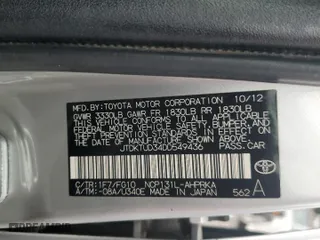 MFD.BY:TOYOTA MOTOR CORPORATION 10/12
GVWR 3330LB GAWR FR 1830LB RR 1830LB
THIS VEHICLE CONFORMS TO ALL APPLICABLE
FEDERAL MOTOR VEHICLE SAFETY, BUMPER, AND
THEFT PREVENTION STANDARDS IN EFFECT ON THE
DATE OF MANUFACTURE SHOWN ABOVE.
JTDKTUD34DD549436 PASS.CAR
C/TR:1F7/FG10 NCP131L-AHPRKA
A/TM:-08A/U340E MADE IN JAPAN 562 A